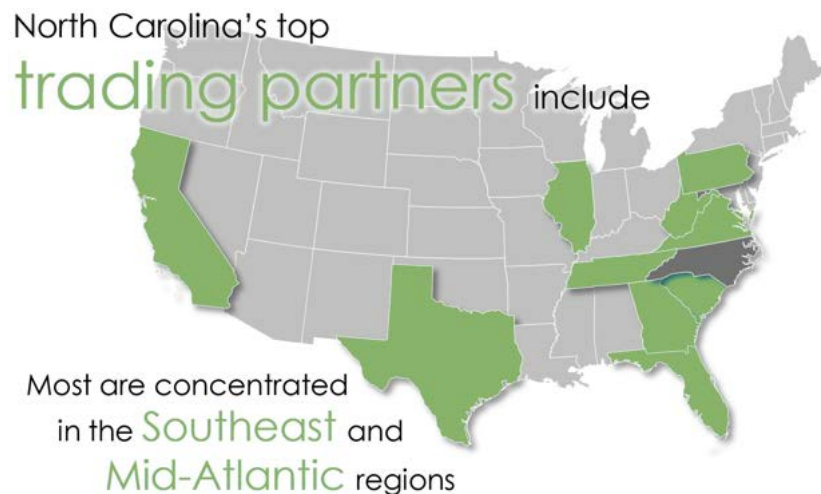 North Carolina's top
trading partners include
Most are concentrated
in the Southeast and
Mid-Atlantic regions